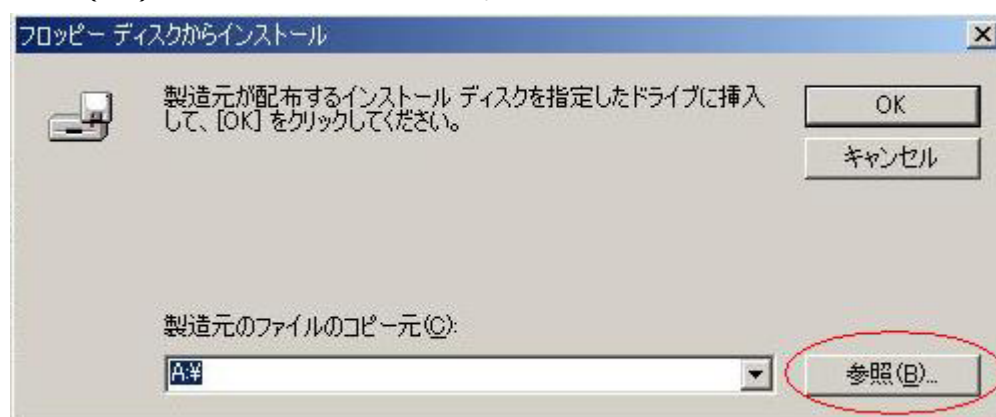 フロッピー ディスクからインストール
製造元が配布するインストール ディスクを指定したドライブに挿入
して、[OK] をクリックしてください。
OK
キャンセル
製造元のファイルのコピー元(C):
A:¥
参照(B)...